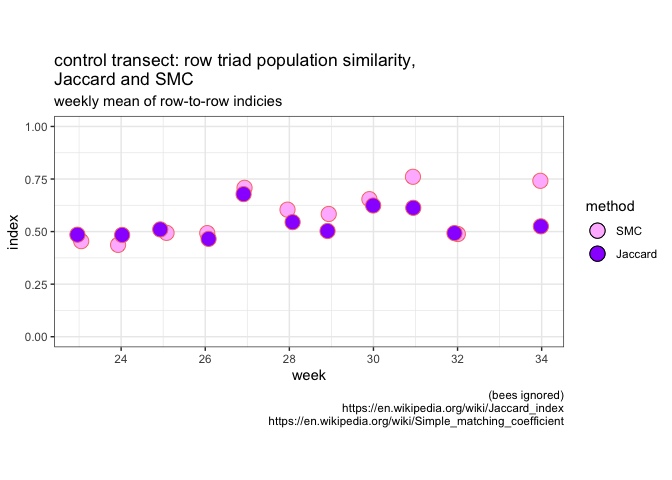 control transect: row triad population similarity,
Jaccard and SMC
weekly mean of row-to-row indicies
1.00
0.75
0.50
0.25
0.00
index
24 26 28 30 32 34
week
method
SMC
Jaccard
(bees ignored)
https://en.wikipedia.org/wiki/Jaccard_index
https://en.wikipedia.org/wiki/Simple_matching_coefficient